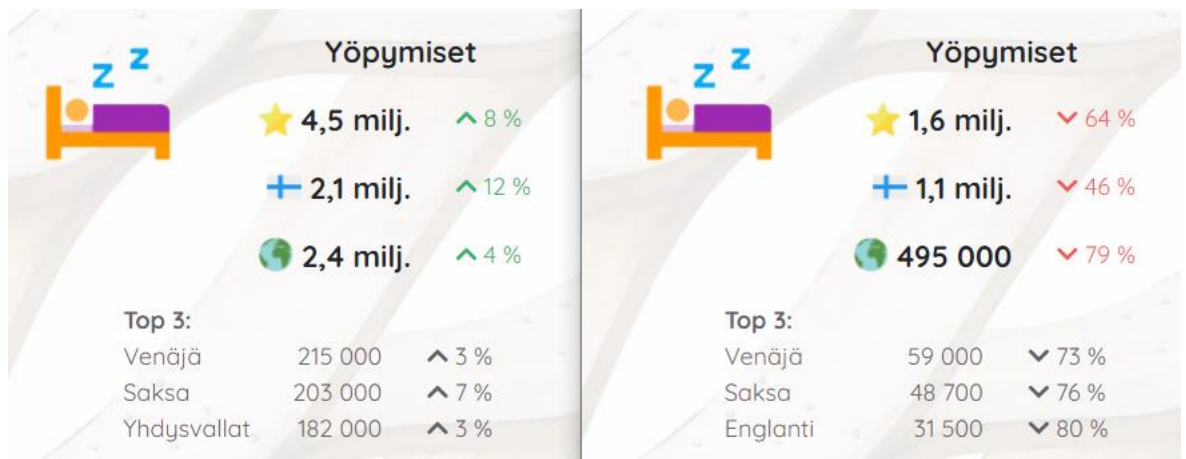 Yöpymiset
4,5 milj. 8 %
2,1 milj. 12 %
2,4 milj. 4 %
Top 3:
Venäjä 215 000 3 %
Saksa 203 000 7 %
Yhdysvallat 182 000 3 %
Yöpymiset
1,6 milj. 64 %
1,1 milj. 46 %
495 000 79 %
Top 3:
Venäjä 59 000 73 %
Saksa 48 700 76 %
Englanti 31 500 80 %